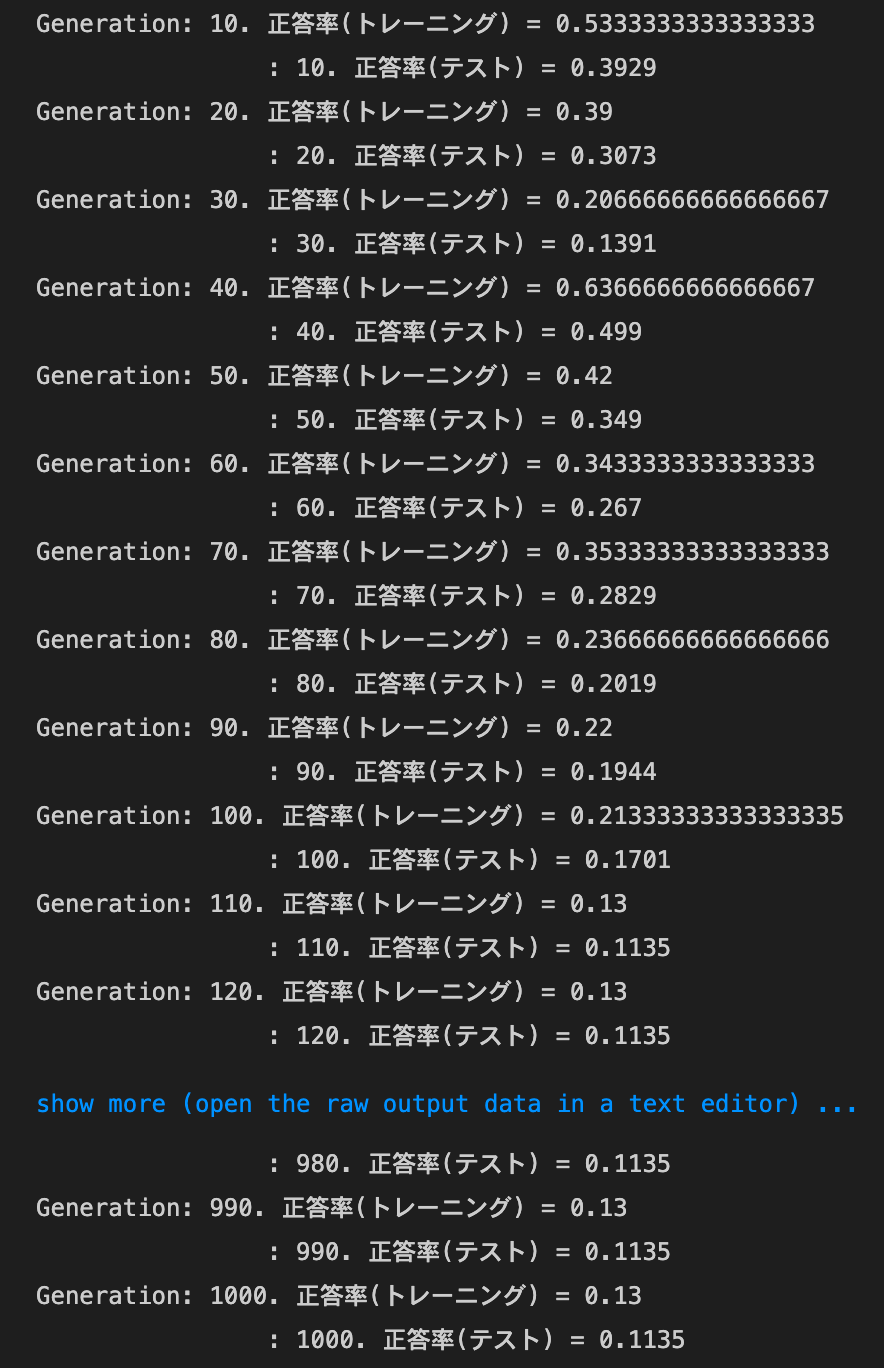 Generation: 10. 正答率(トレーニング) = 0.5333333333333333
: 10. 正答率(テスト) = 0.3929
Generation: 20. 正答率(トレーニング) = 0.39
: 20. 正答率(テスト) = 0.3073
Generation: 30. 正答率(トレーニング) = 0.20666666666666667
: 30. 正答率(テスト) = 0.1391
Generation: 40. 正答率(トレーニング) = 0.6366666666666667
: 40. 正答率(テスト) = 0.499
Generation: 50. 正答率(トレーニング) = 0.42
: 50. 正答率(テスト) = 0.349
Generation: 60. 正答率(トレーニング) = 0.3433333333333333
: 60. 正答率(テスト) = 0.267
Generation: 70. 正答率(トレーニング) = 0.35333333333333333
: 70. 正答率(テスト) = 0.2829
Generation: 80. 正答率(トレーニング) = 0.23666666666666666
: 80. 正答率(テスト) = 0.2019
Generation: 90. 正答率(トレーニング) = 0.22
: 90. 正答率(テスト) = 0.1944
Generation: 100. 正答率(トレーニング) = 0.21333333333333335
: 100. 正答率(テスト) = 0.1701
Generation: 110. 正答率(トレーニング) = 0.13
: 110. 正答率(テスト) = 0.1135
Generation: 120. 正答率(トレーニング) = 0.13
: 120. 正答率(テスト) = 0.1135
show more (open the raw output data in a text editor) ...
: 980. 正答率(テスト) = 0.1135
Generation: 990. 正答率(トレーニング) = 0.13
: 990. 正答率(テスト) = 0.1135
Generation: 1000. 正答率(トレーニング) = 0.13
: 1000. 正答率(テスト) = 0.1135